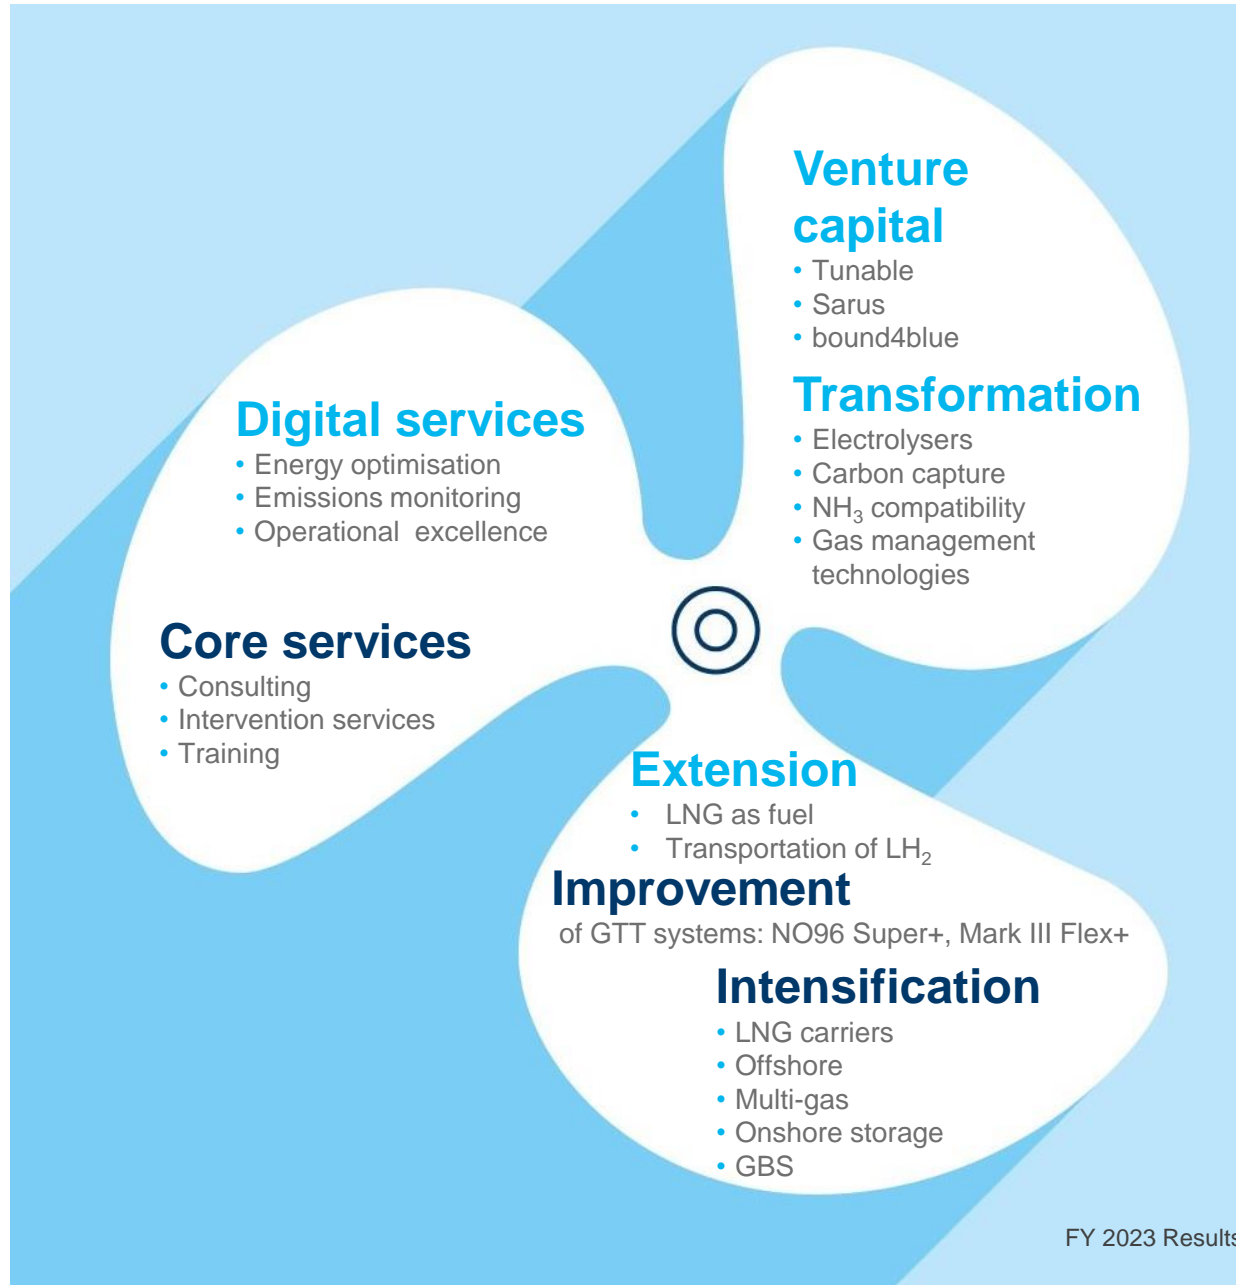 Venture
capital
• Tunable
• Sarus
• bound4blue
Transformation
• Electrolysers
• Carbon capture
• NH₃ compatibility
• Gas management
technologies
Digital services
• Energy optimisation
• Emissions monitoring
• Operational excellence
Core services
• Consulting
• Intervention services
• Training
Extension
• LNG as fuel
• Transportation of LH₂
Improvement
of GTT systems: NO96 Super+, Mark III Flex+
Intensification
• LNG carriers
• Offshore
• Multi-gas
• Onshore storage
• GBS
FY 2023 Results